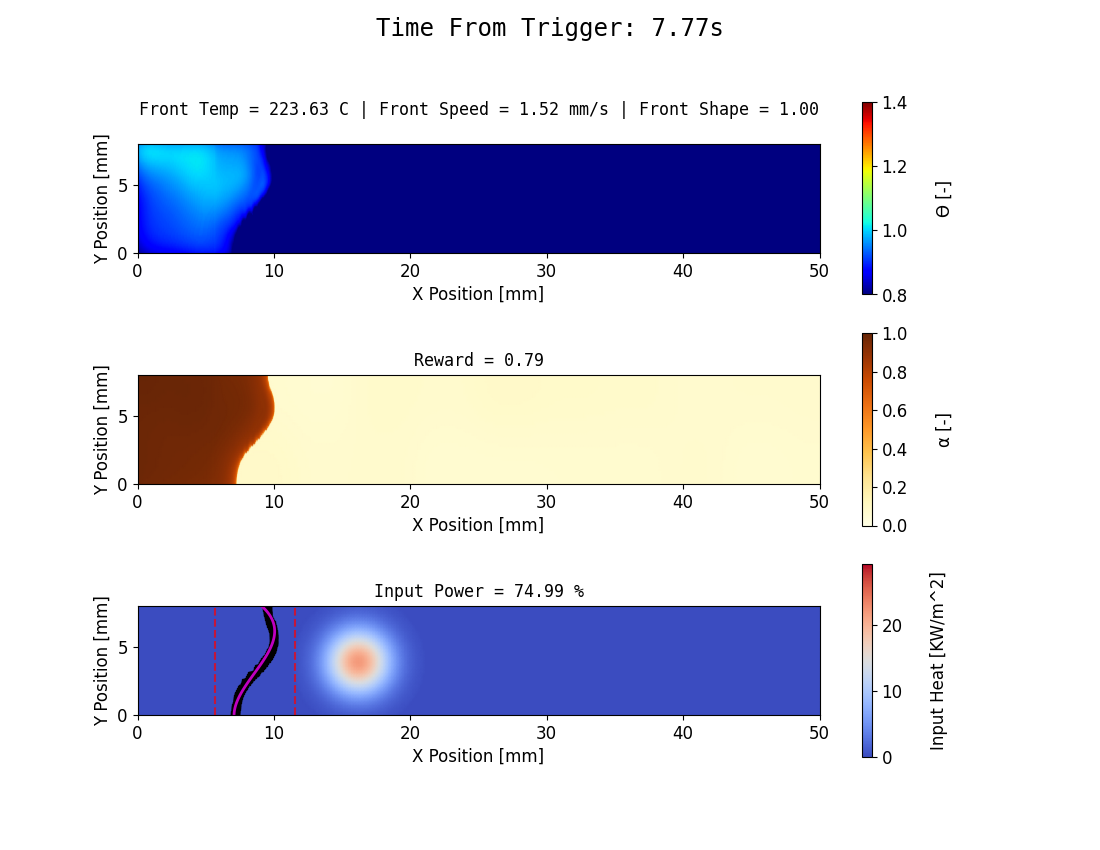 Time From Trigger: 7.77s
Front Temp = 223.63 C | Front Speed = 1.52 mm/s | Front Shape = 1.00
Y Position [mm]
5
0
0 10 20 30 40 50
X Position [mm]
1.4
1.2
1.0
0.8
Θ [-]
Reward = 0.79
Y Position [mm]
5
0
0 10 20 30 40 50
X Position [mm]
1.0
0.8
0.6
0.4
0.2
0.0
α [-]
Input Power = 74.99 %
Y Position [mm]
5
0
0 10 20 30 40 50
X Position [mm]
20
10
0
Input Heat [KW/m^2]